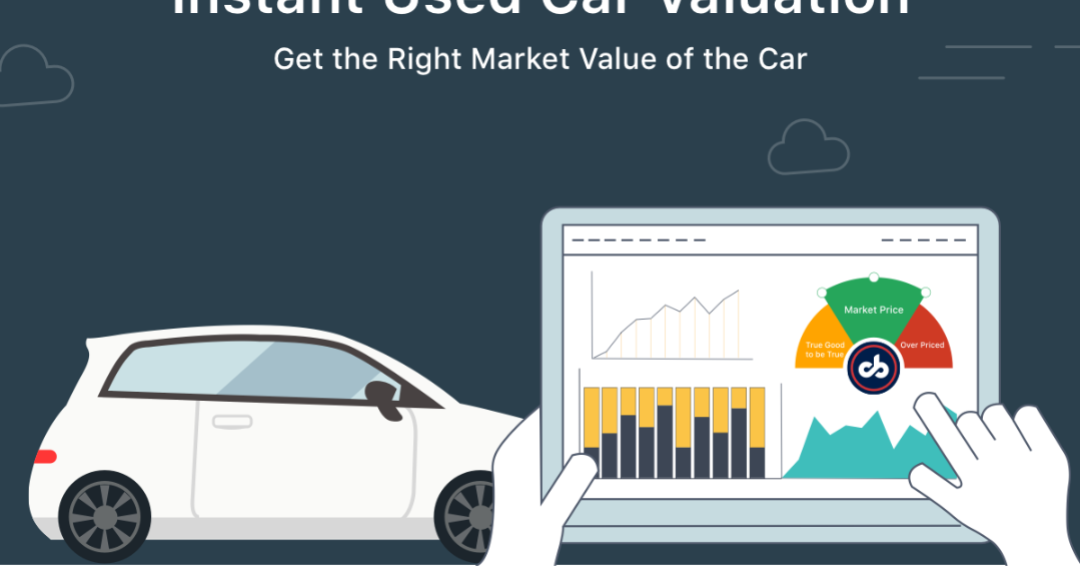 Instant Used Car Valuation
Get the Right Market Value of the Car
Market Price
True Good
to be True
Over Priced
cb